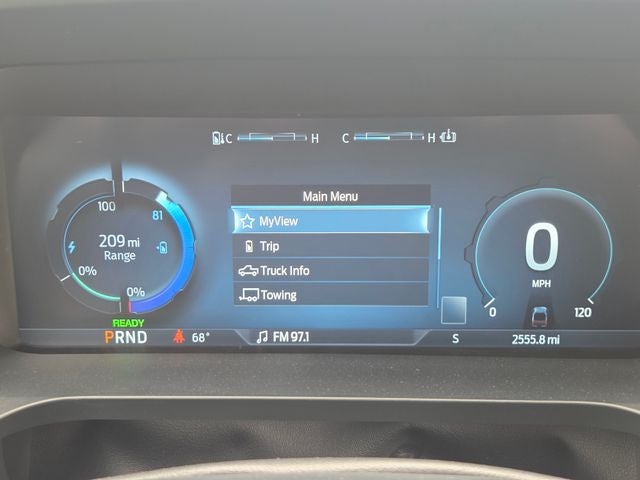 C H C H
100 81
209 mi
Range
0% 0%
READY
PRND 68°
Main Menu
MyView
Trip
Truck Info
Towing
FM 97.1
0
MPH
0 120
S 2555.8 mi